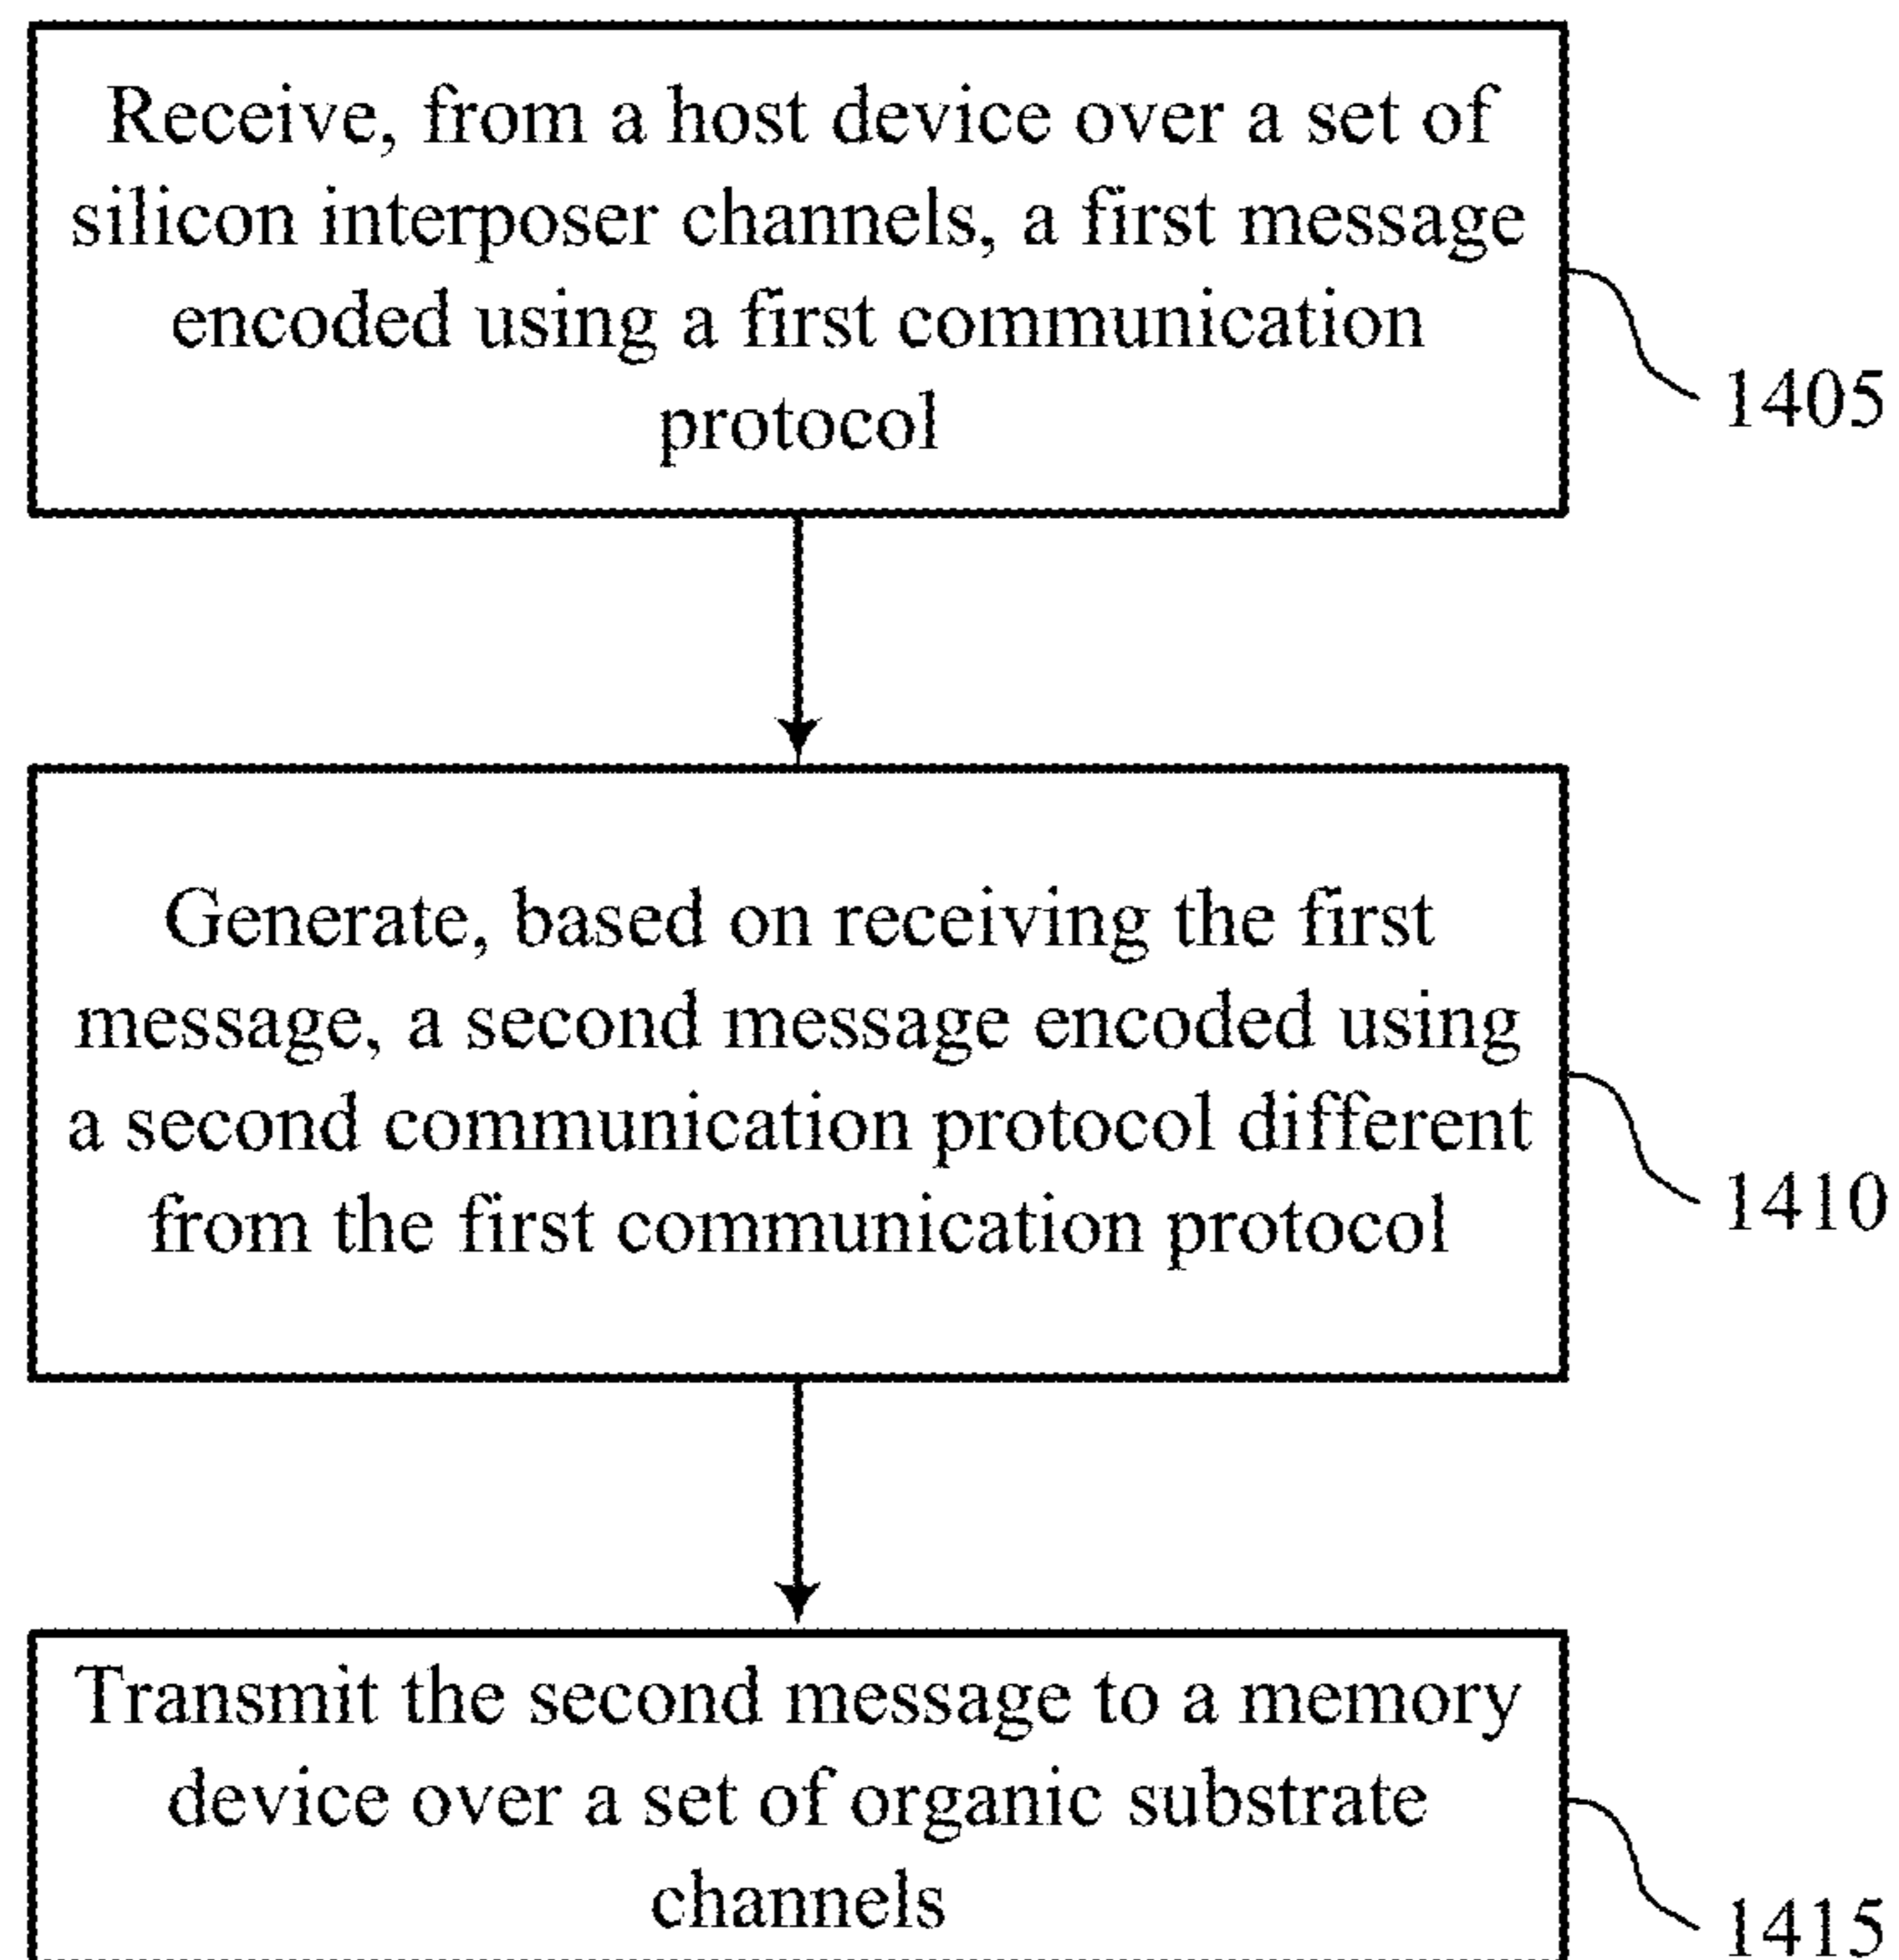 Receive, from a host device over a set of
silicon interposer channels, a first message
encoded using a first communication
protocol
1405
Generate, based on receiving the first
message, a second message encoded using
a second communication protocol different
from the first communication protocol
1410
Transmit the second message to a memory
device over a set of organic substrate
channels
1415